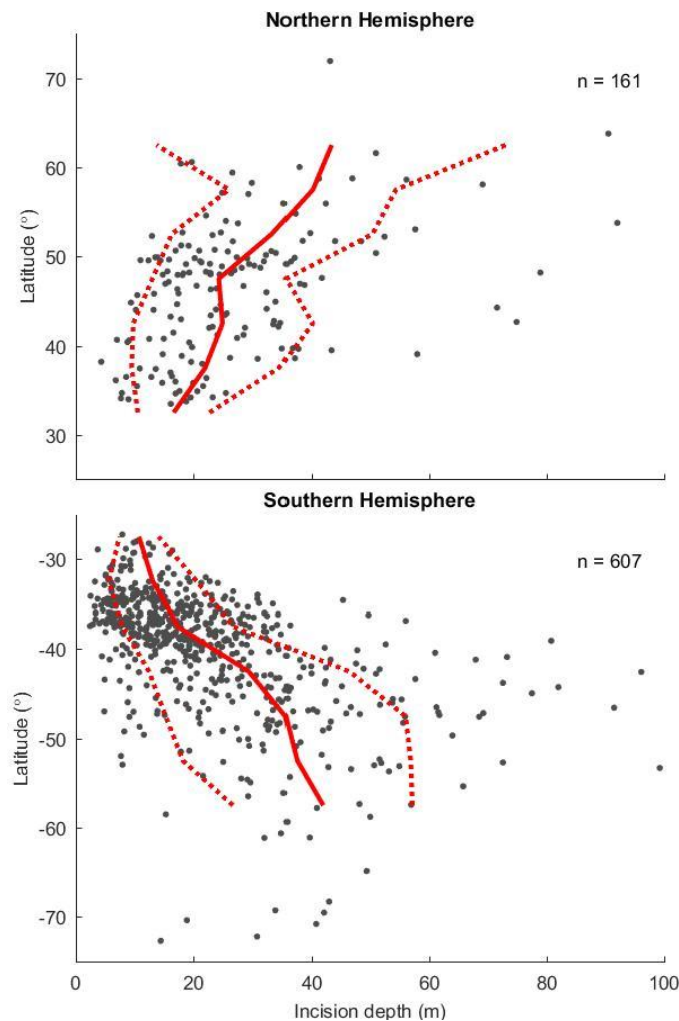 Northern Hemisphere
n = 161
70
60
50
40
30
Latitude (°)
Southern Hemisphere
n = 607
-30
-40
-50
-60
-70
Latitude (°)
0 20 40 60 80 100
Incision depth (m)